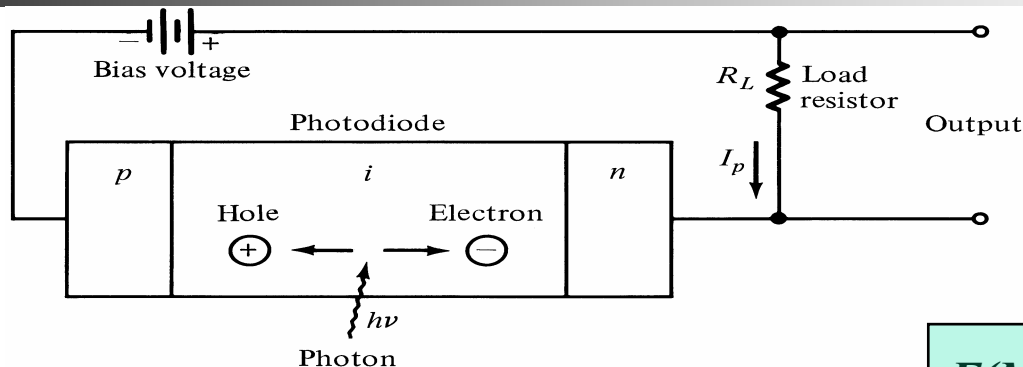 − +
Bias voltage
R_L Load
resistor
Output
Photodiode
I_p
p i n
Hole Electron
+ −
hν
Photon